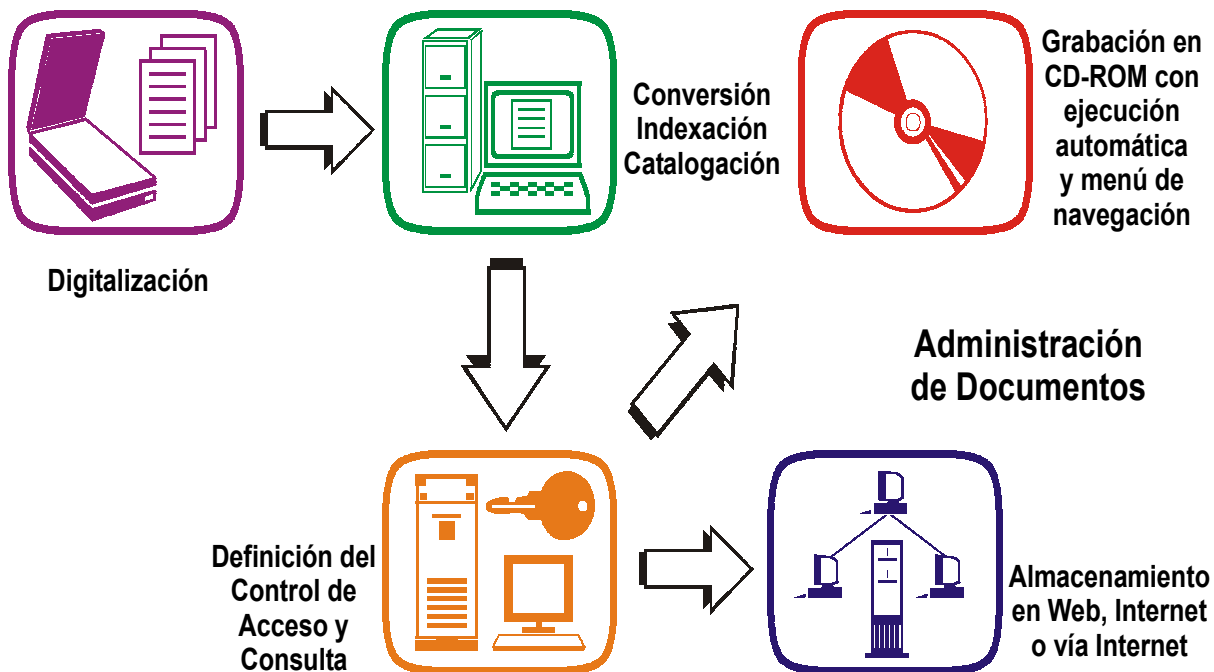 Digitalización
Conversión
Indexación
Catalogación
Grabación en
CD-ROM con
ejecución
automática
y menú de
navegación
Administración
de Documentos
Definición del
Control de
Acceso y
Consulta
Almacenamiento
en Web, Internet
o vía Internet